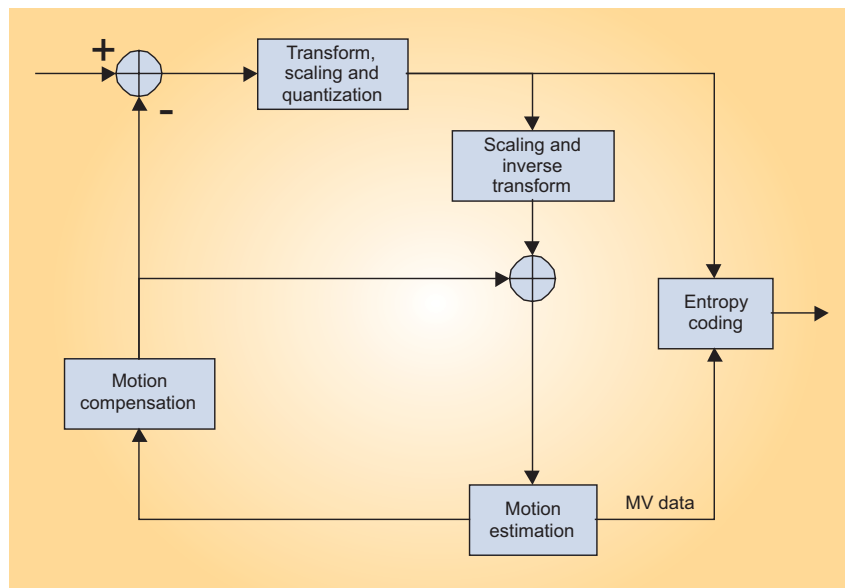 +
Transform,
scaling and
quantization
-
Scaling and
inverse
transform
Entropy
coding
Motion
compensation
Motion
estimation
MV data